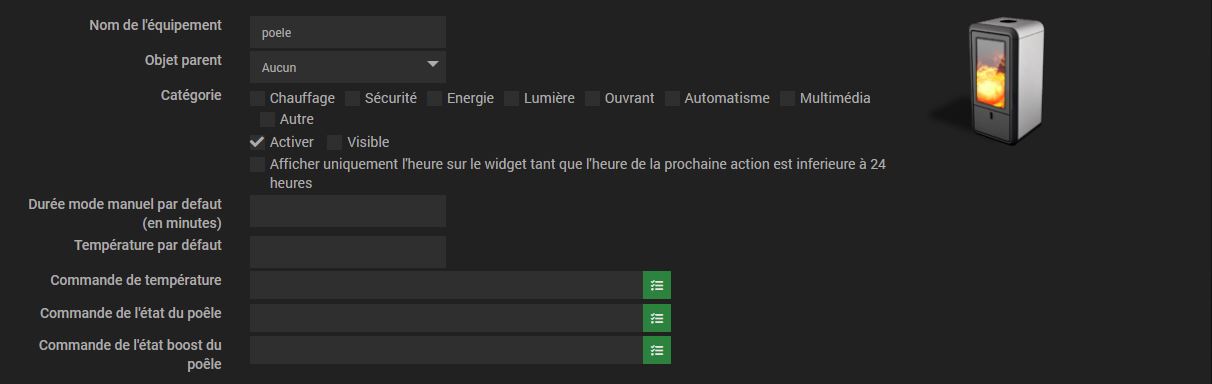 Nom de l'équipement
poele
Objet parent
Aucun
Catégorie
Chauffage Sécurité Energie Lumière Ouvrant Automatisme Multimédia
Autre
Activer Visible
Afficher uniquement l'heure sur le widget tant que l'heure de la prochaine action est inferieure à 24
heures
Durée mode manuel par defaut
(en minutes)
Température par défaut
Commande de température
Commande de l'état du poêle
Commande de l'état boost du
poêle